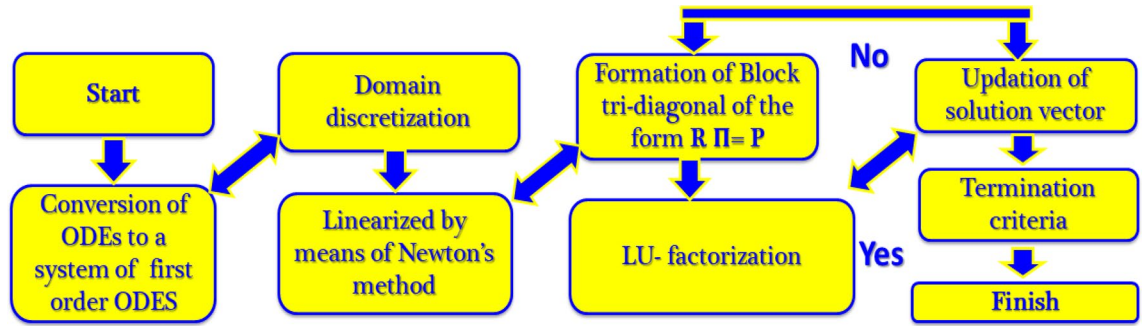 Start
Conversion of
ODEs to a
system of first
order ODES
Domain
discretization
Linearized by
means of Newton's
method
Formation of Block
tri-diagonal of the
form R Π= P
LU- factorization
No
Yes
Updation of
solution vector
Termination
criteria
Finish